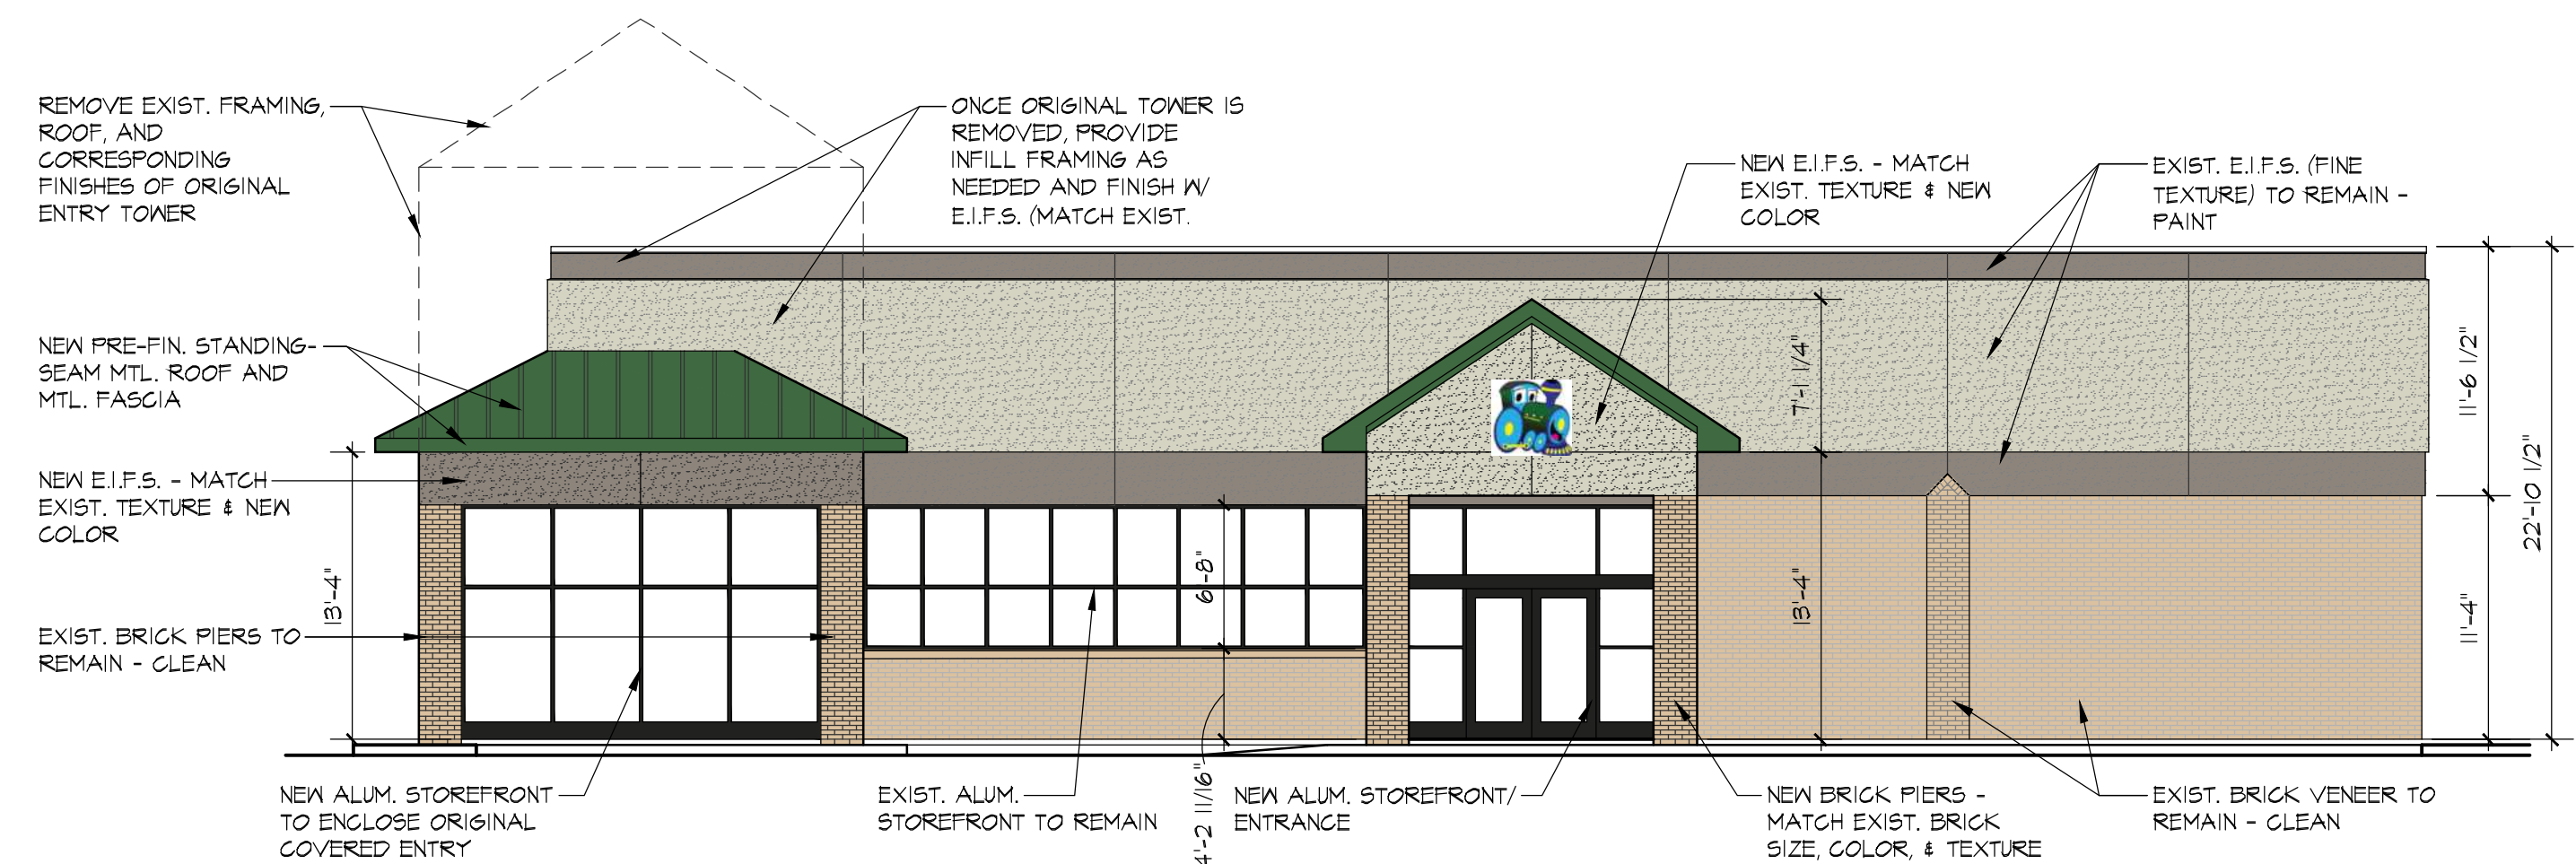 REMOVE EXIST. FRAMING,
ROOF, AND
CORRESPONDING
FINISHES OF ORIGINAL
ENTRY TOWER
ONCE ORIGINAL TOWER IS
REMOVED, PROVIDE
INFILL FRAMING AS
NEEDED AND FINISH W/
E.I.F.S. (MATCH EXIST.
NEW E.I.F.S. - MATCH
EXIST. TEXTURE & NEW
COLOR
EXIST. E.I.F.S. (FINE
TEXTURE) TO REMAIN -
PAINT
NEW PRE-FIN. STANDING-
SEAM MTL. ROOF AND
MTL. FASCIA
NEW E.I.F.S. - MATCH
EXIST. TEXTURE & NEW
COLOR
EXIST. BRICK PIERS TO
REMAIN - CLEAN
13'-4"
6'-8"
4'-2 11/16"
7'-1 1/4"
13'-4"
11'-6 1/2"
11'-4"
22'-10 1/2"
NEW ALUM. STOREFRONT
TO ENCLOSE ORIGINAL
COVERED ENTRY
EXIST. ALUM.
STOREFRONT TO REMAIN
NEW ALUM. STOREFRONT/
ENTRANCE
NEW BRICK PIERS -
MATCH EXIST. BRICK
SIZE, COLOR, & TEXTURE
EXIST. BRICK VENEER TO
REMAIN - CLEAN